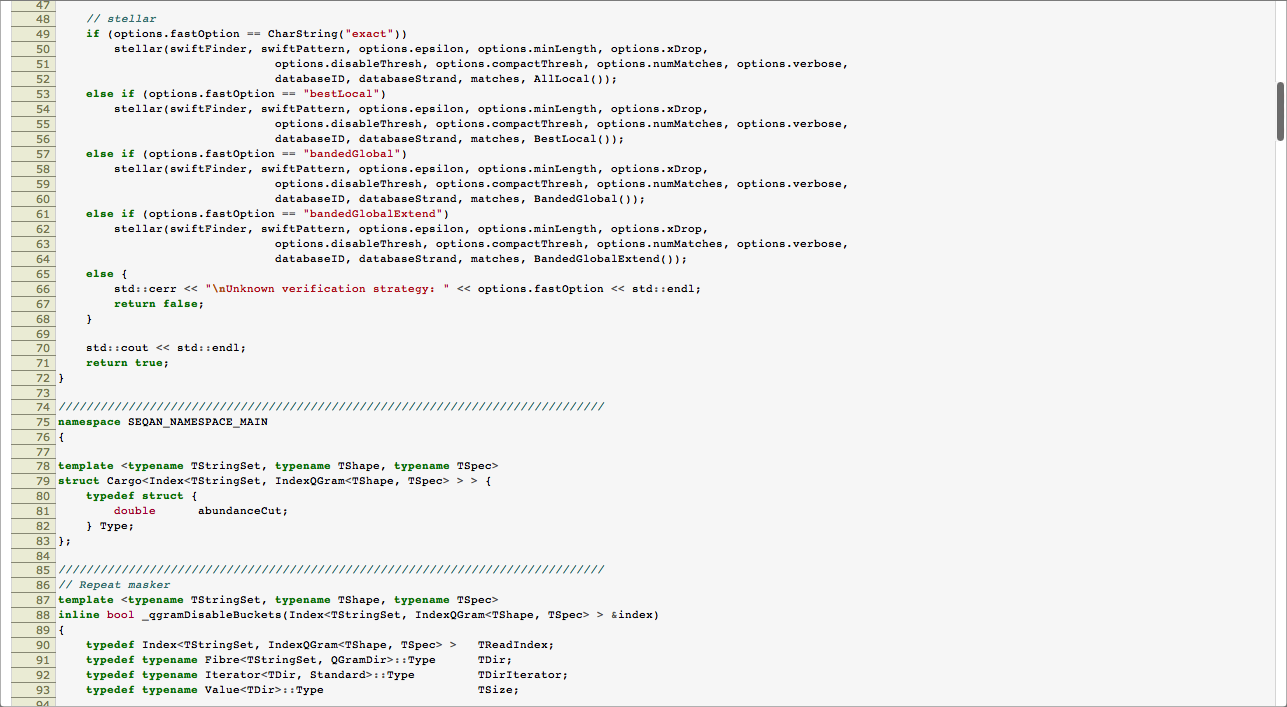 47
48     // stellar
49     if (options.fastOption == CharString("exact"))
50         stellar(swiftFinder, swiftPattern, options.epsilon, options.minLength, options.xDrop,
51                                options.disableThresh, options.compactThresh, options.numMatches, options.verbose,
52                                databaseID, databaseStrand, matches, AllLocal());
53     else if (options.fastOption == "bestLocal")
54         stellar(swiftFinder, swiftPattern, options.epsilon, options.minLength, options.xDrop,
55                                options.disableThresh, options.compactThresh, options.numMatches, options.verbose,
56                                databaseID, databaseStrand, matches, BestLocal());
57     else if (options.fastOption == "bandedGlobal")
58         stellar(swiftFinder, swiftPattern, options.epsilon, options.minLength, options.xDrop,
59                                options.disableThresh, options.compactThresh, options.numMatches, options.verbose,
60                                databaseID, databaseStrand, matches, BandedGlobal());
61     else if (options.fastOption == "bandedGlobalExtend")
62         stellar(swiftFinder, swiftPattern, options.epsilon, options.minLength, options.xDrop,
63                                options.disableThresh, options.compactThresh, options.numMatches, options.verbose,
64                                databaseID, databaseStrand, matches, BandedGlobalExtend());
65     else {
66         std::cerr << "\nUnknown verification strategy: " << options.fastOption << std::endl;
67         return false;
68     }
69
70     std::cout << std::endl;
71     return true;
72 }
73
74 //////////////////////////////////////////////////////////////////////////////
75 namespace SEQAN_NAMESPACE_MAIN
76 {
77
78 template <typename TStringSet, typename TShape, typename TSpec>
79 struct Cargo<Index<TStringSet, IndexQGram<TShape, TSpec> > > {
80     typedef struct {
81         double      abundanceCut;
82     } Type;
83 };
84
85 //////////////////////////////////////////////////////////////////////////////
86 // Repeat masker
87 template <typename TStringSet, typename TShape, typename TSpec>
88 inline bool _qgramDisableBuckets(Index<TStringSet, IndexQGram<TShape, TSpec> > &index)
89 {
90     typedef Index<TStringSet, IndexQGram<TShape, TSpec> >   TReadIndex;
91     typedef typename Fibre<TStringSet, QGramDir>::Type      TDir;
92     typedef typename Iterator<TDir, Standard>::Type         TDirIterator;
93     typedef typename Value<TDir>::Type                      TSize;
94